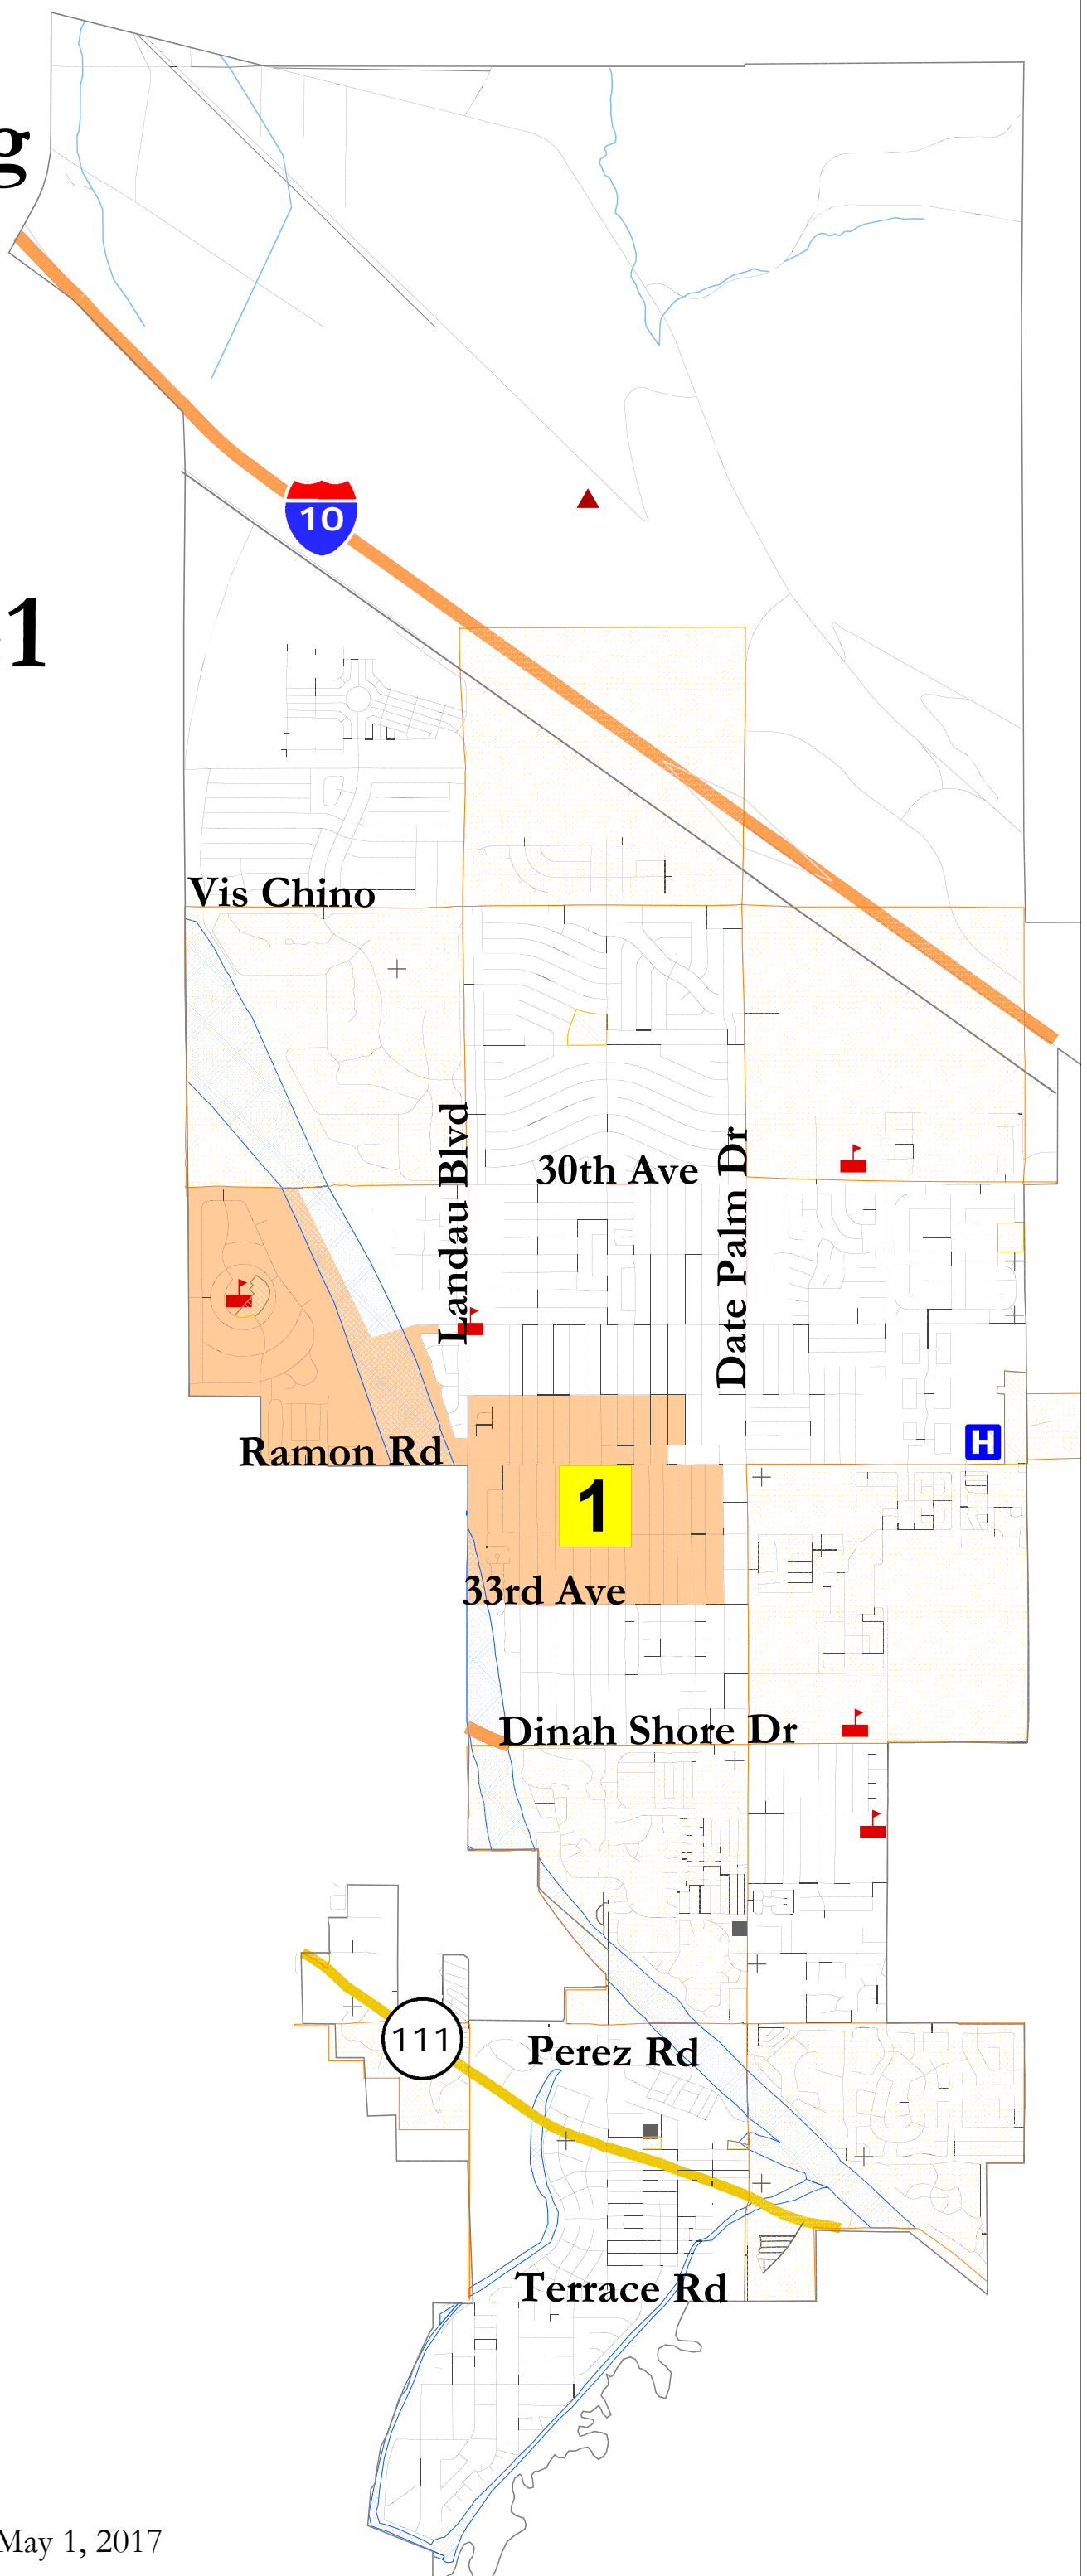 g
1
10
Vis Chino
Landau Blvd
30th Ave
Date Palm Dr
Ramon Rd
H
1
33rd Ave
Dinah Shore Dr
111
Perez Rd
Terrace Rd
May 1, 2017